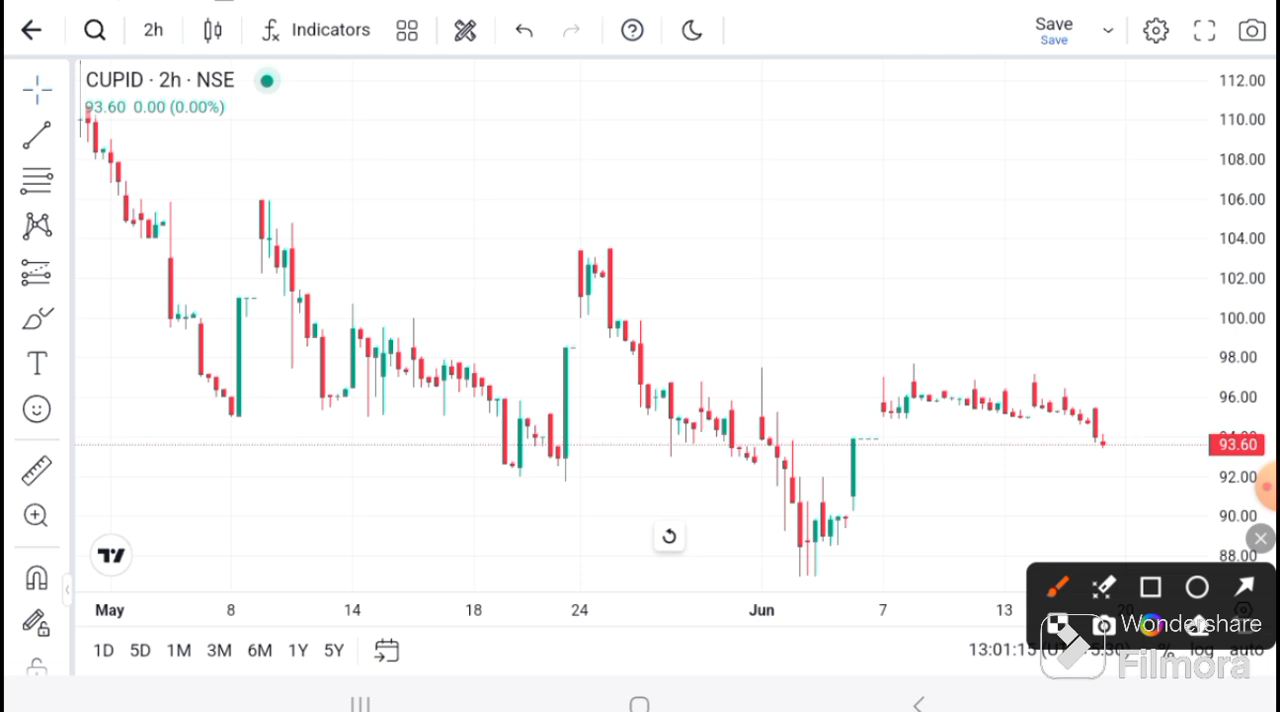 2h
Indicators
Save
Save
CUPID · 2h · NSE
93.60 0.00 (0.00%)
112.00
110.00
108.00
106.00
104.00
102.00
100.00
98.00
96.00
93.60
92.00
90.00
88.00
May 8 14 18 24 Jun 7 13 20
1D 5D 1M 3M 6M 1Y 5Y
% log auto
Wondershare
Filmora